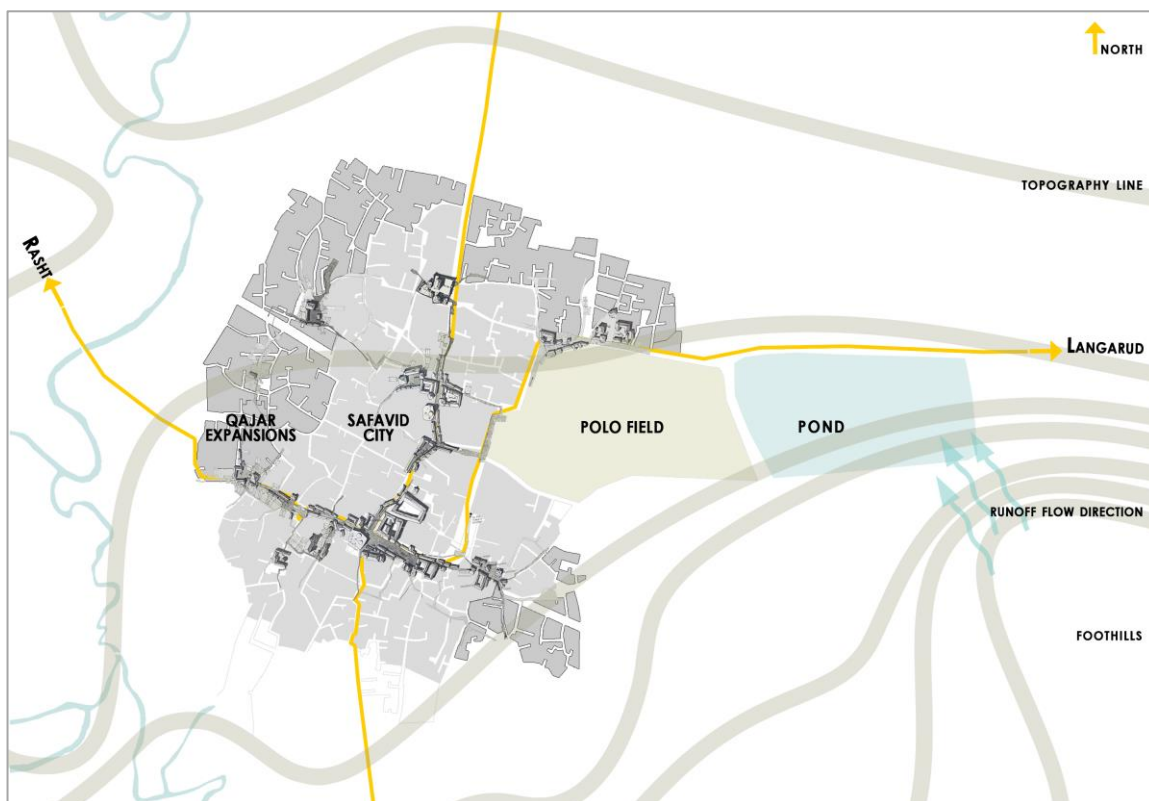 NORTH
TOPOGRAPHY LINE
RASHT
LANGARUD
QAJAR
EXPANSIONS
SAFAVID
CITY
POLO FIELD
POND
RUNOFF FLOW DIRECTION
FOOTHILLS